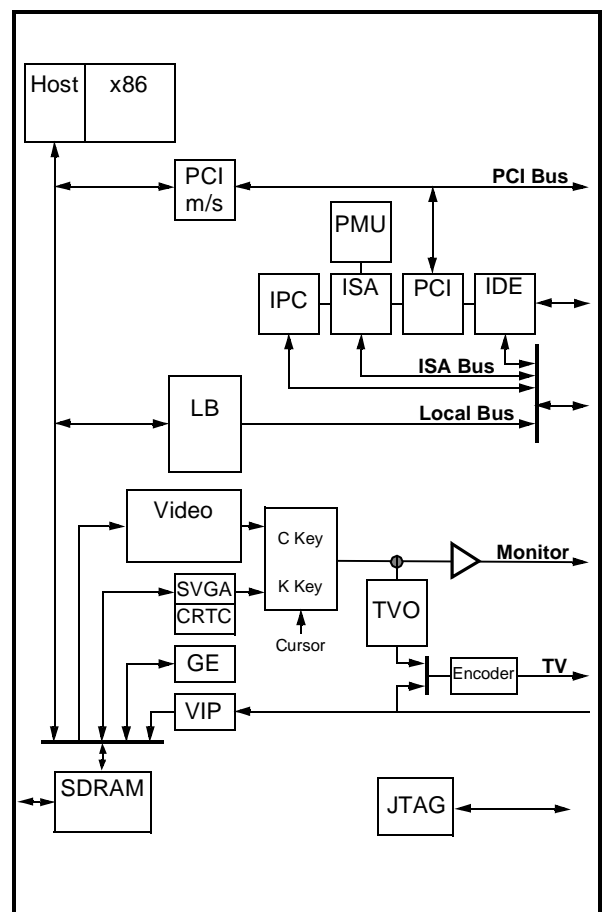 Host
x86
PCI
m/s
PCI Bus
PMU
IPC
ISA
PCI
IDE
ISA Bus
LB
Local Bus
Video
C Key
K Key
Monitor
SVGA
CRTC
TVO
Cursor
GE
Encoder
TV
VIP
SDRAM
JTAG